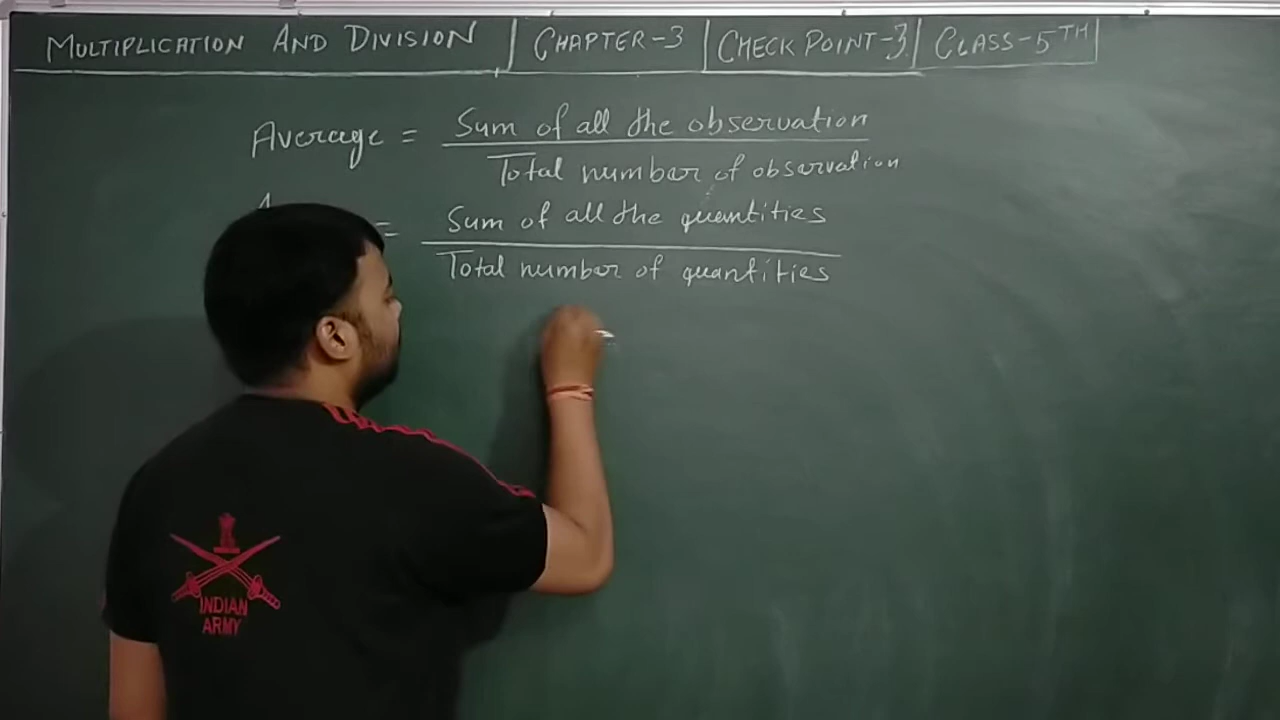 MULTIPLICATION AND DIVISION | CHAPTER-3 | CHECK POINT-3 | CLASS-5TH
Average = Sum of all the observation
Total number of observation
= Sum of all the quantities
Total number of quantities
INDIAN
ARMY